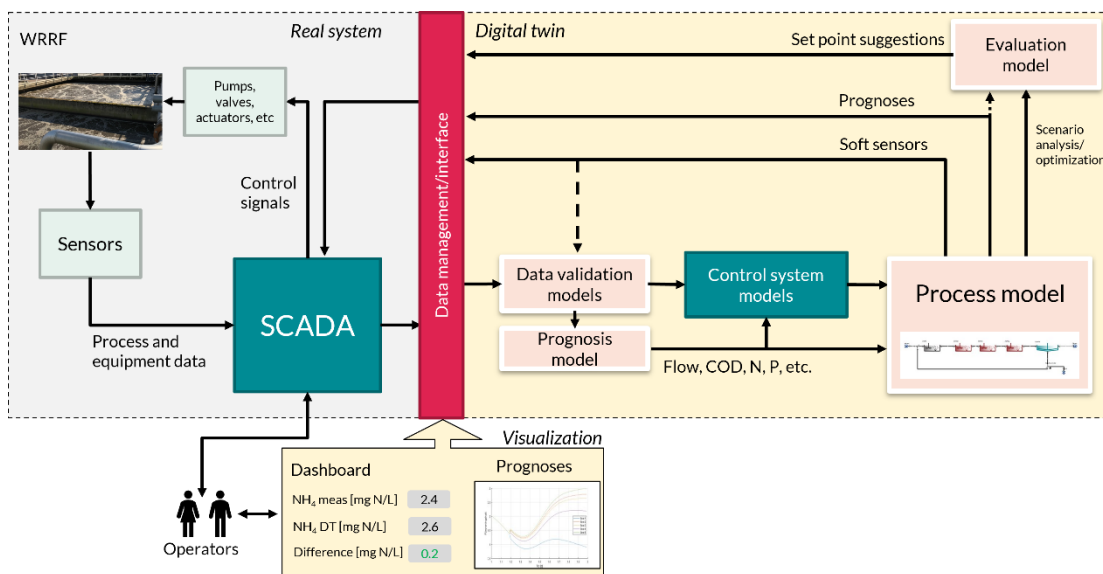 WRRF
Real system
Digital twin
Pumps,
valves,
actuators, etc
Sensors
Control
signals
Process and
equipment data
SCADA
Data management/interface
Set point suggestions
Evaluation
model
Prognoses
Soft sensors
Scenario
analysis/
optimization
Data validation
models
Control system
models
Process model
Prognosis
model
Flow, COD, N, P, etc.
Visualization
Operators
Dashboard
Prognoses
NH₄ meas [mg N/L] 2.4
NH₄ DT [mg N/L] 2.6
Difference [mg N/L] 0.2